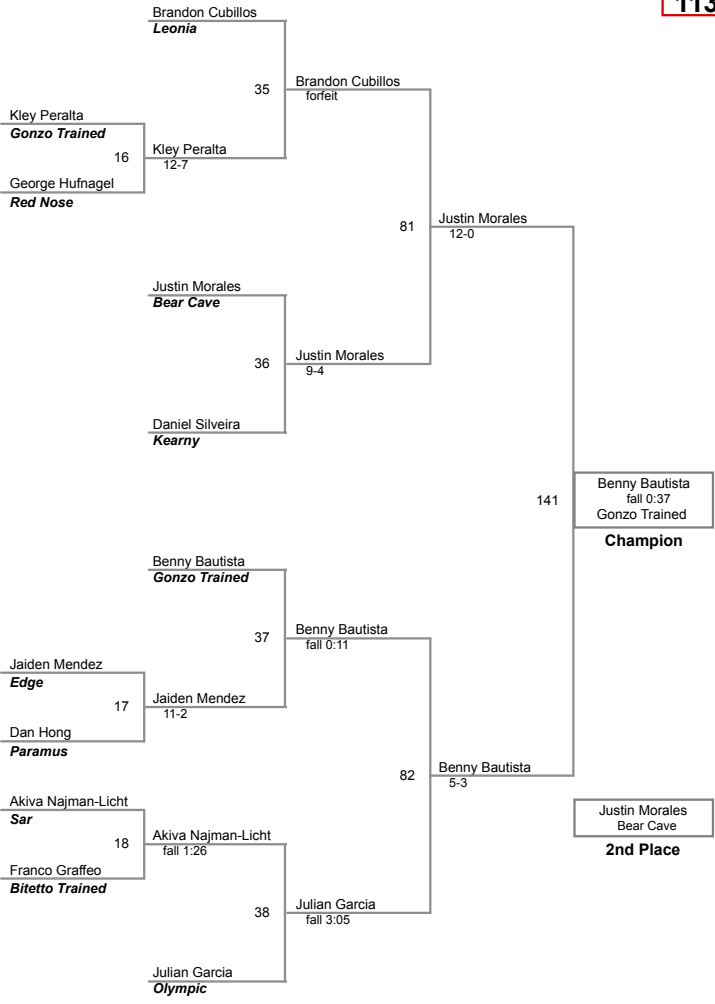 113
Brandon Cubillos
Leonia
35
Brandon Cubillos
forfeit
Kley Peralta
Gonzo Trained
16
Kley Peralta
12-7
George Hufnagel
Red Nose
81
Justin Morales
12-0
Justin Morales
Bear Cave
36
Justin Morales
9-4
Daniel Silveira
Kearny
141
Benny Bautista
fall 0:37
Gonzo Trained
Champion
Benny Bautista
Gonzo Trained
37
Benny Bautista
fall 0:11
Jaiden Mendez
Edge
17
Jaiden Mendez
11-2
Dan Hong
Paramus
82
Benny Bautista
5-3
Akiva Najman-Licht
Sar
18
Akiva Najman-Licht
fall 1:26
Franco Graffeo
Bitetto Trained
38
Julian Garcia
fall 3:05
Julian Garcia
Olympic
Justin Morales
Bear Cave
2nd Place